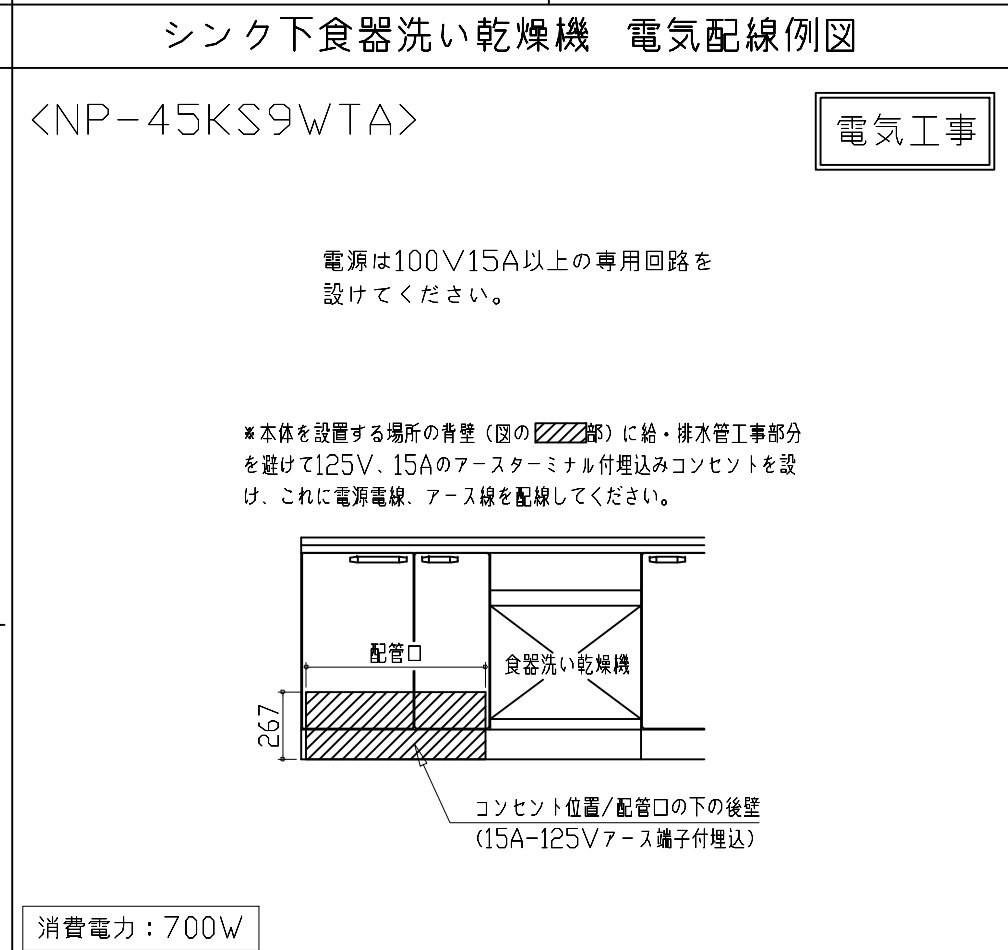 シンク下食器洗い乾燥機　電気配線例図
<NP-45KS9WTA>
電気工事
電源は100V15A以上の専用回路を
設けてください。
※本体を設置する場所の背壁（図の部）に給・排水管工事部分
を避けて125V、15Aのアースターミナル付埋込みコンセントを設
け、これに電源電線、アース線を配線してください。
配管口
食器洗い乾燥機
267
コンセント位置/配管口の下の後壁
(15A-125Vアース端子付埋込)
消費電力：700W